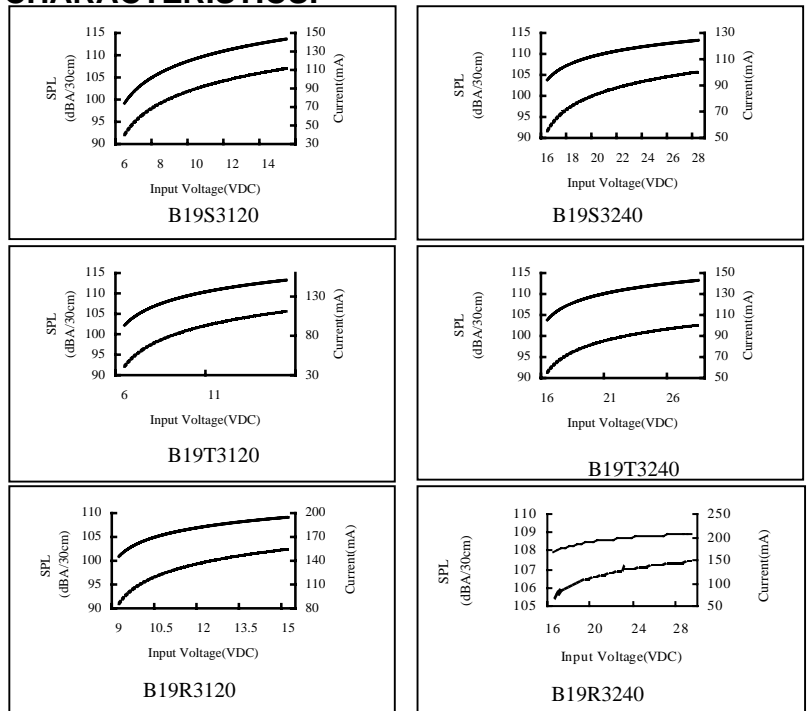 CHARACTERISTICS:
115
110
105
100
95
90
SPL
(dBA/30cm)
150
130
110
90
70
50
30
Current(mA)
6 8 10 12 14
Input Voltage(VDC)
B19S3120
115
110
105
100
95
90
SPL
(dBA/30cm)
130
110
90
70
50
Current(mA)
16 18 20 22 24 26 28
Input Voltage(VDC)
B19S3240
115
110
105
100
95
90
SPL
(dBA/30cm)
130
80
30
Current(mA)
6 11
Input Voltage(VDC)
B19T3120
115
110
105
100
95
90
SPL
(dBA/30cm)
150
130
110
90
70
50
Current(mA)
16 21 26
Input Voltage(VDC)
B19T3240
110
105
100
95
90
SPL
(dBA/30cm)
200
170
140
110
80
Current(mA)
9 10.5 12 13.5 15
Input Voltage(VDC)
B19R3120
110
109
108
107
106
105
SPL
(dBA/30cm)
250
200
150
100
50
Current(mA)
16 20 24 28
Input Voltage(VDC)
B19R3240